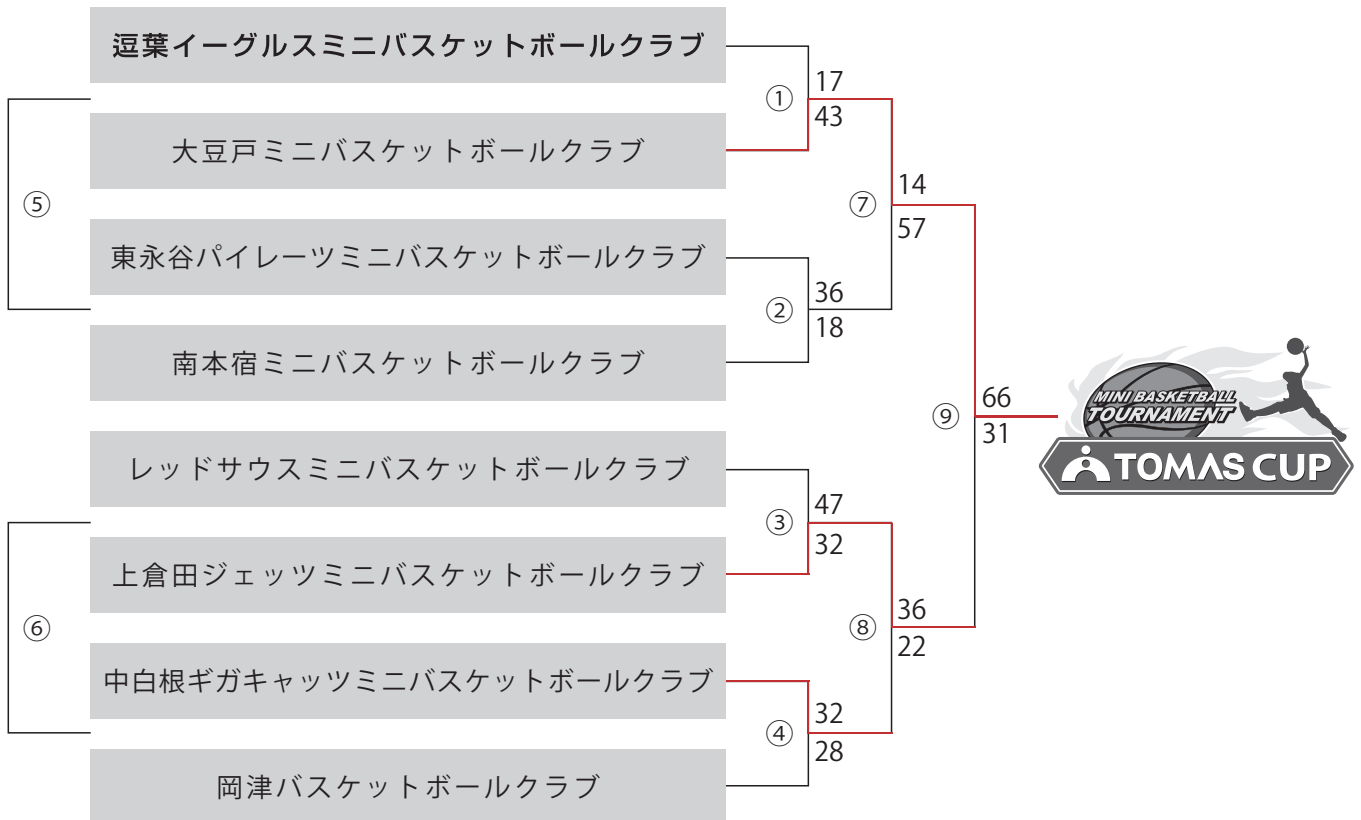 逗葉イーグルスミニバスケットボールクラブ
大豆戸ミニバスケットボールクラブ
東永谷パイレーツミニバスケットボールクラブ
南本宿ミニバスケットボールクラブ
レッドサウスミニバスケットボールクラブ
上倉田ジェッツミニバスケットボールクラブ
中白根ギガキャッツミニバスケットボールクラブ
岡津バスケットボールクラブ
⑤
⑥
①
17
43
②
36
18
③
47
32
④
32
28
⑦
14
57
⑧
36
22
⑨
66
31
MINI BASKETBALL
TOURNAMENT
TOMAS CUP